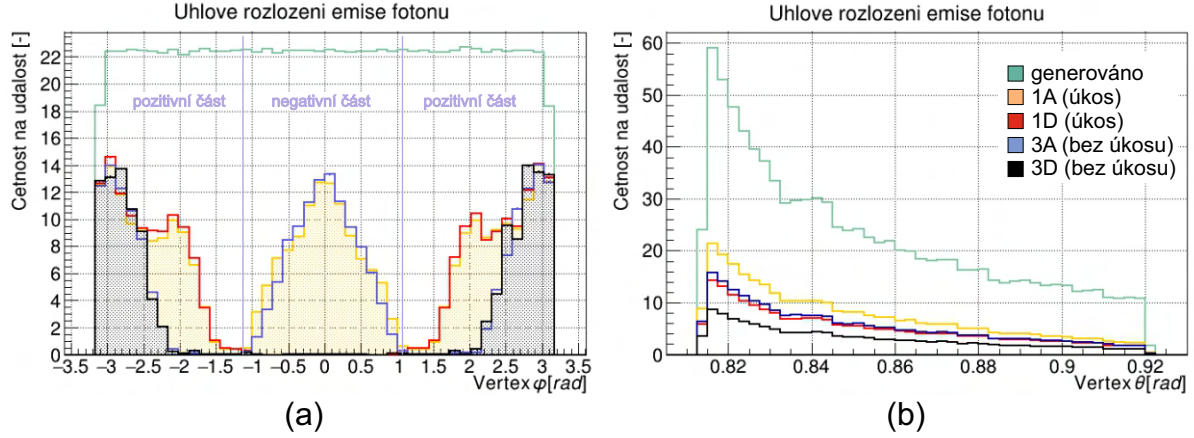 Uhlove rozlozeni emise fotonu
Cetnost na udalost [-]
22
20
18
16
14
12
10
8
6
4
2
0
pozitivní část
negativní část
pozitivní část
−3.5 −3 −2.5 −2 −1.5 −1 −0.5 0 0.5 1 1.5 2 2.5 3 3.5
Vertex φ[rad]
(a)
Uhlove rozlozeni emise fotonu
Cetnost na udalost [-]
60
50
40
30
20
10
0
generováno
1A (úkos)
1D (úkos)
3A (bez úkosu)
3D (bez úkosu)
0.82 0.84 0.86 0.88 0.9 0.92
Vertex θ[rad]
(b)